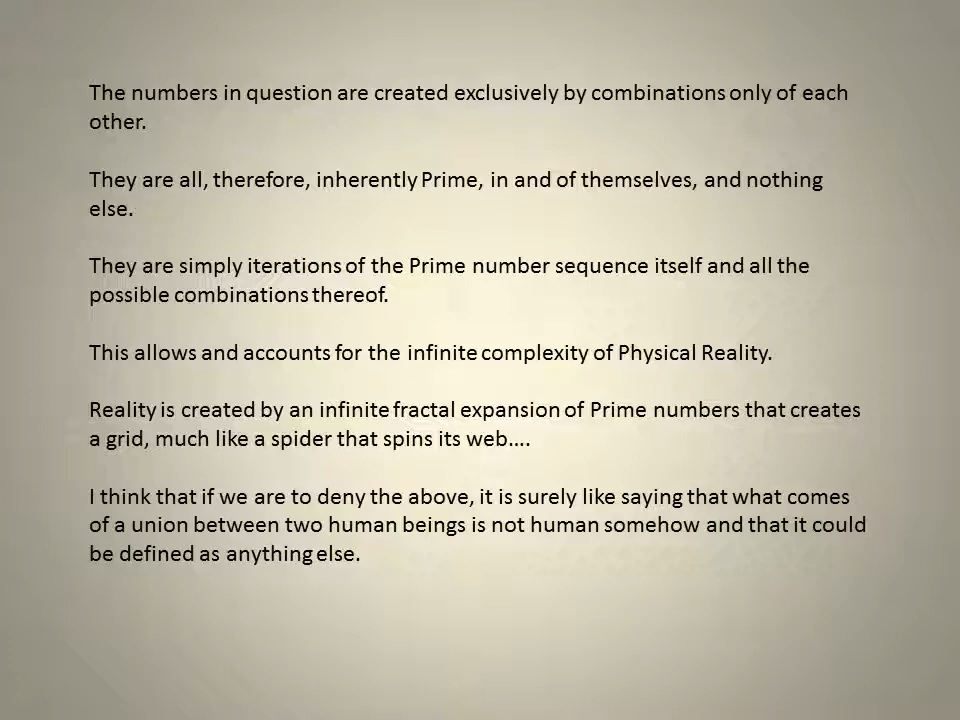 The numbers in question are created exclusively by combinations only of each
other.
They are all, therefore, inherently Prime, in and of themselves, and nothing
else.
They are simply iterations of the Prime number sequence itself and all the
possible combinations thereof.
This allows and accounts for the infinite complexity of Physical Reality.
Reality is created by an infinite fractal expansion of Prime numbers that creates
a grid, much like a spider that spins its web....
I think that if we are to deny the above, it is surely like saying that what comes
of a union between two human beings is not human somehow and that it could
be defined as anything else.